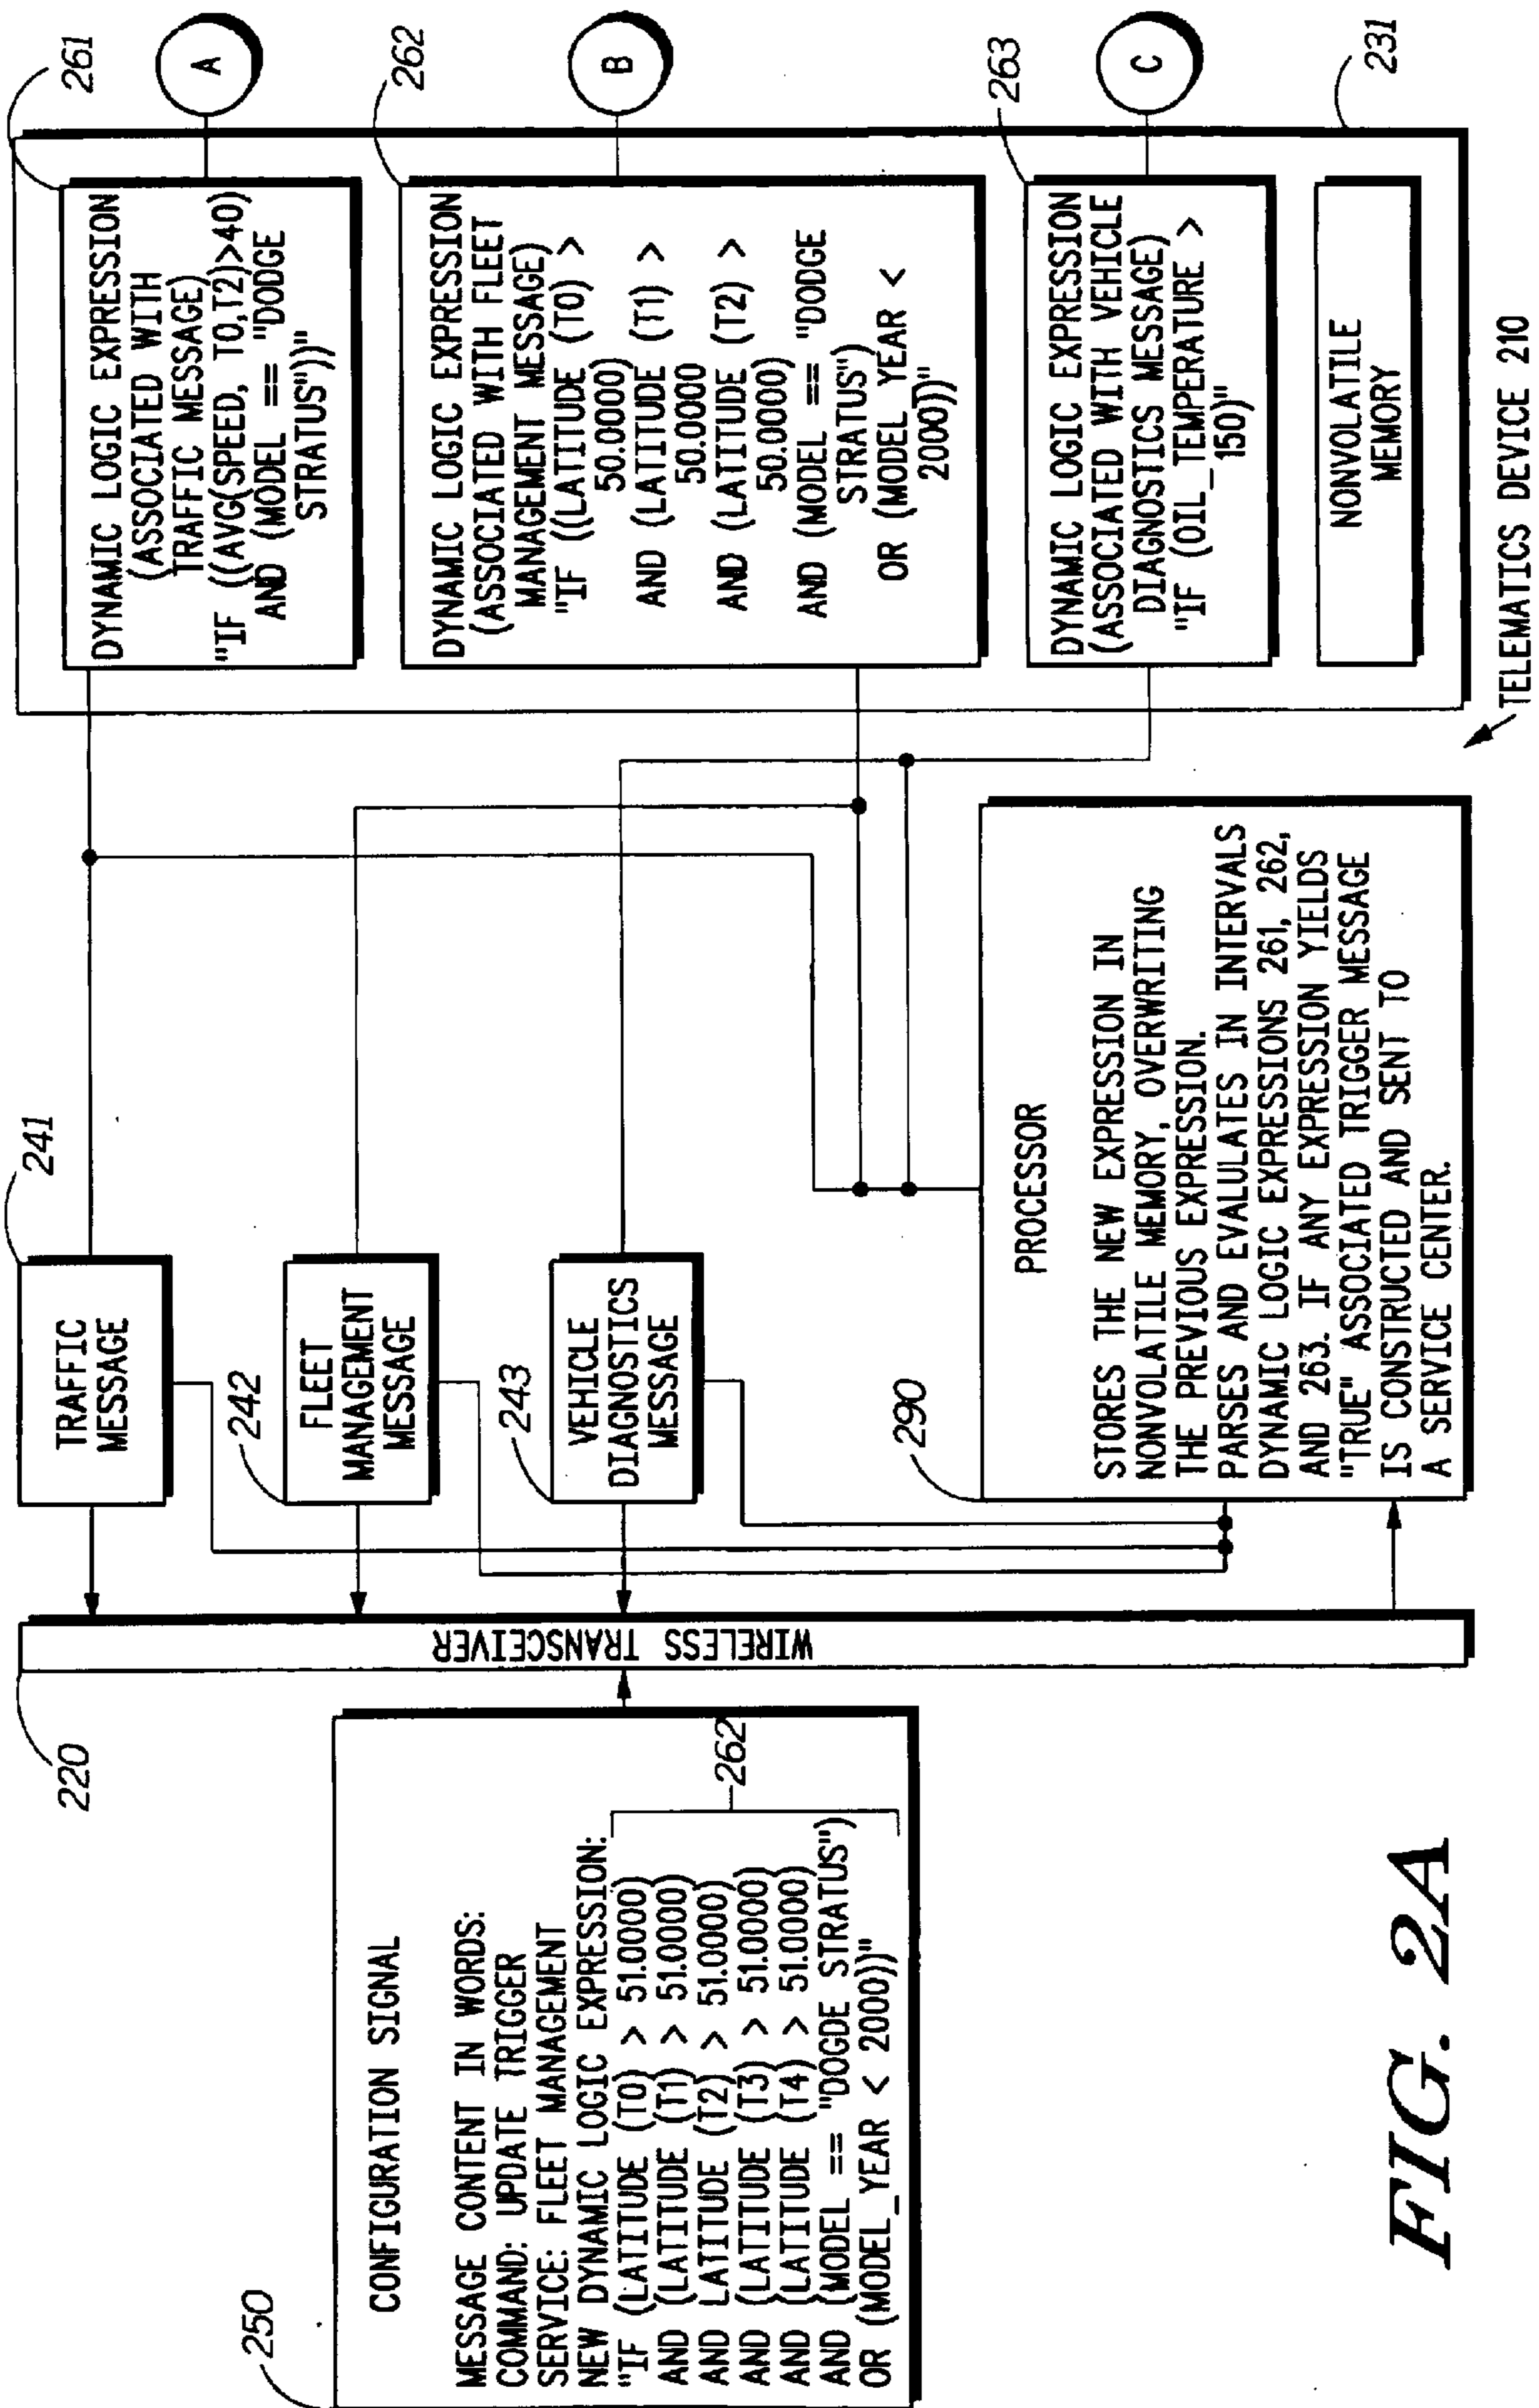 250
CONFIGURATION SIGNAL
MESSAGE CONTENT IN WORDS:
COMMAND: UPDATE TRIGGER
SERVICE: FLEET MANAGEMENT
NEW DYNAMIC LOGIC EXPRESSION:
"IF (LATITUDE (T0) > 51.0000)
AND (LATITUDE (T1) > 51.0000)
AND LATITUDE (T2) > 51.0000)
AND (LATITUDE (T3) > 51.0000)
AND (LATITUDE (T4) > 51.0000)
AND (MODEL == "DOGDE STRATUS")
OR (MODEL_YEAR < 2000))"
262
220
WIRELESS TRANSCEIVER
241
TRAFFIC
MESSAGE
242
FLEET
MANAGEMENT
MESSAGE
243
VEHICLE
DIAGNOSTICS
MESSAGE
290
PROCESSOR
STORES THE NEW EXPRESSION IN
NONVOLATILE MEMORY, OVERWRITING
THE PREVIOUS EXPRESSION.
PARSES AND EVALULATES IN INTERVALS
DYNAMIC LOGIC EXPRESSIONS 261, 262,
AND 263. IF ANY EXPRESSION YIELDS
"TRUE" ASSOCIATED TRIGGER MESSAGE
IS CONSTRUCTED AND SENT TO
A SERVICE CENTER.
261
DYNAMIC LOGIC EXPRESSION
(ASSOCIATED WITH
TRAFFIC MESSAGE)
"IF ((AVG(SPEED, T0,T2)>40)
AND (MODEL == "DODGE
STRATUS"))"
A
262
DYNAMIC LOGIC EXPRESSION
(ASSOCIATED WITH FLEET
MANAGEMENT MESSAGE)
"IF ((LATITUDE (T0) >
50.0000)
AND (LATITUDE (T1) >
50.0000
AND (LATITUDE (T2) >
50.0000)
AND (MODEL == "DODGE
STRATUS")
OR (MODEL YEAR <
2000))"
B
263
DYNAMIC LOGIC EXPRESSION
(ASSOCIATED WITH VEHICLE
DIAGNOSTICS MESSAGE)
"IF (OIL_TEMPERATURE >
150)"
C
NONVOLATILE
MEMORY
231
TELEMATICS DEVICE 210
FIG. 2A